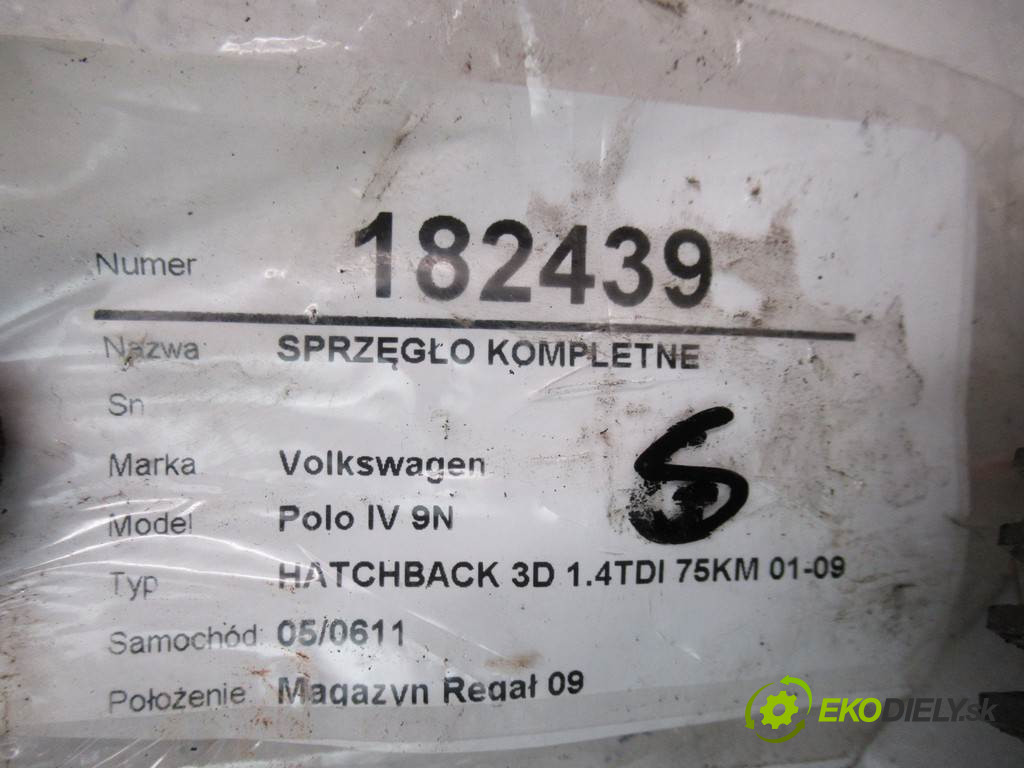 Numer 182439
Nazwa SPRZĘGŁO KOMPLETNE
Sn
Marka Volkswagen
Model Polo IV 9N
Typ HATCHBACK 3D 1.4TDI 75KM 01-09
Samochód: 05/0611
Położenie Magazyn Regał 09
EKODIELY.sk